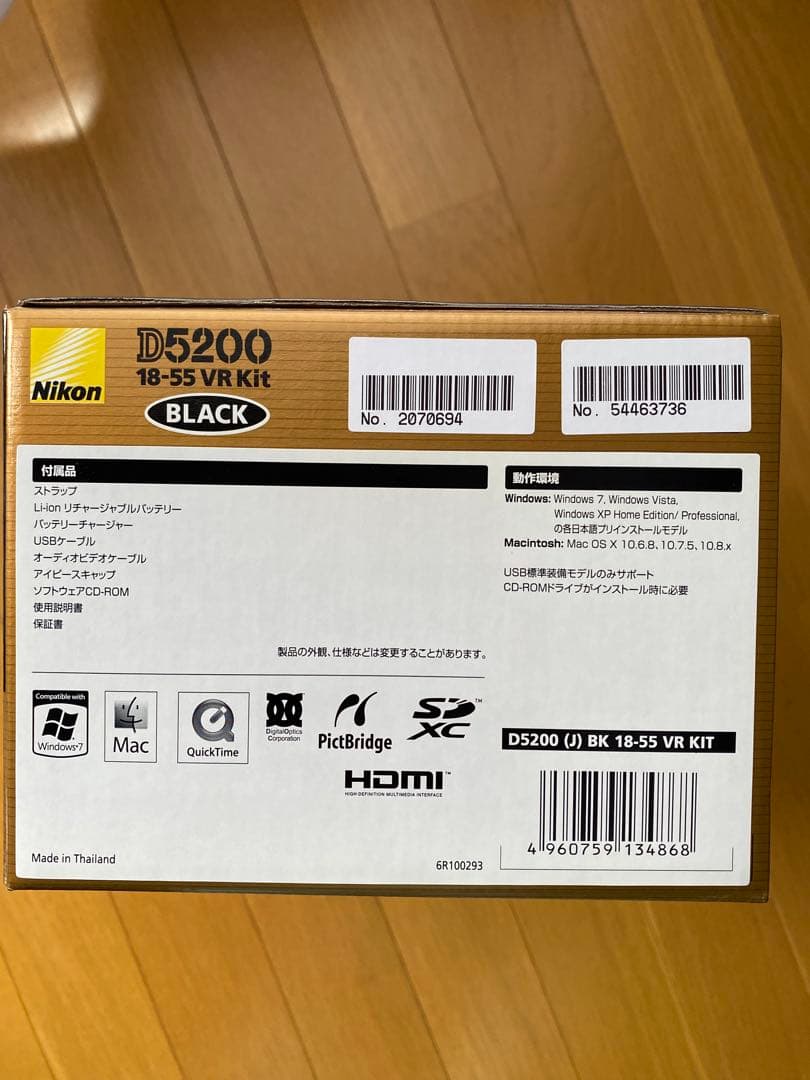 Nikon
D5200
18-55 VR Kit
BLACK
No. 2070694
No. 54463736
付属品
ストラップ
Li-ion リチャージャブルバッテリー
バッテリーチャージャー
USBケーブル
オーディオビデオケーブル
アイピースキャップ
ソフトウェアCD-ROM
使用説明書
保証書
製品の外観、仕様などは変更することがあります。
動作環境
Windows: Windows 7, Windows Vista,
Windows XP Home Edition/ Professional,
の各日本語プリインストールモデル
Macintosh: Mac OS X 10.6.8、10.7.5、10.8.x
USB標準装備モデルのみサポート
CD-ROMドライブがインストール時に必要
Compatible with
Windows 7
Mac
QuickTime
DigitalOptics
Corporation
PictBridge
SD XC™
HDMI™
HIGH-DEFINITION MULTIMEDIA INTERFACE
D5200 (J) BK 18-55 VR KIT
4 960759 134868
Made in Thailand
6R100293